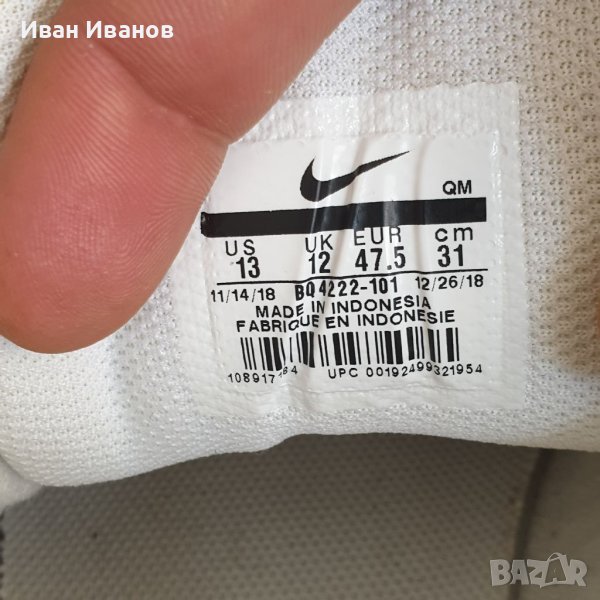 Иван Иванов
QM
US UK EUR cm
13 12 47.5 31
11/14/18 BQ4222-101 12/26/18
MADE IN INDONESIA
FABRIQUE EN INDONESIE
UPC 00192499321954
BAZAR